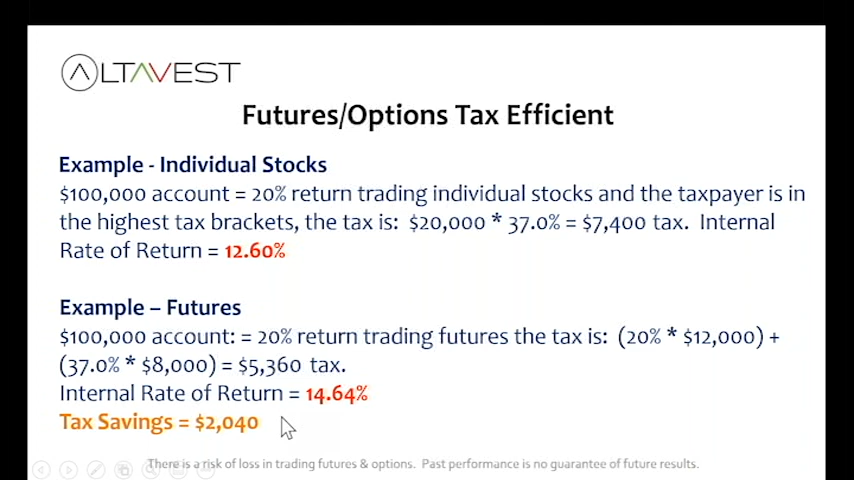 ALTAVEST
Futures/Options Tax Efficient
Example - Individual Stocks
$100,000 account = 20% return trading individual stocks and the taxpayer is in
the highest tax brackets, the tax is:  $20,000 * 37.0% = $7,400 tax.  Internal
Rate of Return = 12.60%
Example – Futures
$100,000 account: = 20% return trading futures the tax is:  (20% * $12,000) +
(37.0% * $8,000) = $5,360 tax.
Internal Rate of Return = 14.64%
Tax Savings = $2,040
There is a risk of loss in trading futures & options.  Past performance is no guarantee of future results.